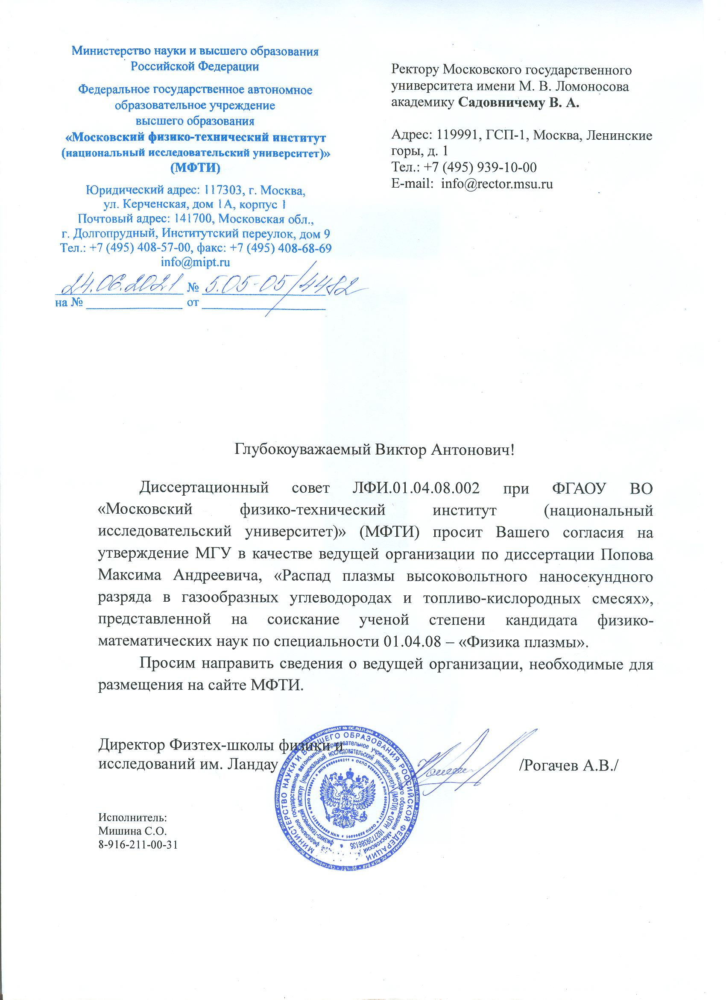 Министерство науки и высшего образования
Российской Федерации
Федеральное государственное автономное
образовательное учреждение
высшего образования
«Московский физико-технический институт
(национальный исследовательский университет)»
(МФТИ)
Юридический адрес: 117303, г. Москва,
ул. Керченская, дом 1А, корпус 1
Почтовый адрес: 141700, Московская обл.,
г. Долгопрудный, Институтский переулок, дом 9
Тел.: +7 (495) 408-57-00, факс: +7 (495) 408-68-69
info@mipt.ru
24.06.2021 № 5.05-05/4482
на № от
Ректору Московского государственного
университета имени М. В. Ломоносова
академику Садовничему В. А.
Адрес: 119991, ГСП-1, Москва, Ленинские
горы, д. 1
Тел.: +7 (495) 939-10-00
E-mail: info@rector.msu.ru
Глубокоуважаемый Виктор Антонович!
Диссертационный совет ЛФИ.01.04.08.002 при ФГАОУ ВО
«Московский физико-технический институт (национальный
исследовательский университет)» (МФТИ) просит Вашего согласия на
утверждение МГУ в качестве ведущей организации по диссертации Попова
Максима Андреевича, «Распад плазмы высоковольтного наносекундного
разряда в газообразных углеводородах и топливо-кислородных смесях»,
представленной на соискание ученой степени кандидата физико-
математических наук по специальности 01.04.08 – «Физика плазмы».
Просим направить сведения о ведущей организации, необходимые для
размещения на сайте МФТИ.
Директор Физтех-школы физики и
исследований им. Ландау /Рогачев А.В./
МИНИСТЕРСТВО НАУКИ И ВЫСШЕГО ОБРАЗОВАНИЯ РОССИЙСКОЙ ФЕДЕРАЦИИ
федеральное государственное автономное образовательное учреждение высшего образования «Московский
физико-технический институт (национальный исследовательский университет)» (МФТИ) * ОГРН 1027739386135
Исполнитель:
Мишина С.О.
8-916-211-00-31